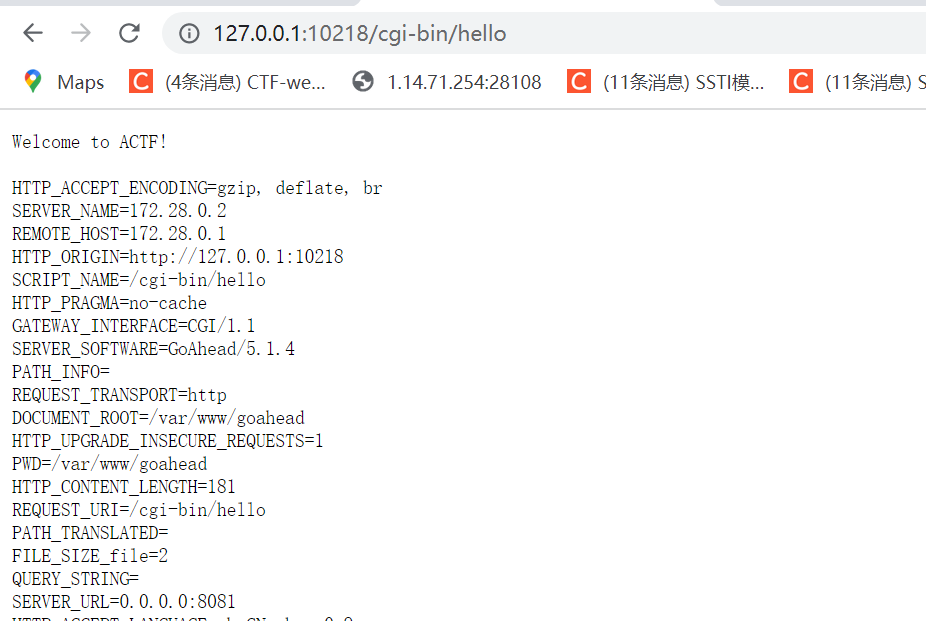 127.0.0.1:10218/cgi-bin/hello
Maps (4条消息) CTF-we... 1.14.71.254:28108 (11条消息) SSTI模... (11条消息) S
Welcome to ACTF!
HTTP_ACCEPT_ENCODING=gzip, deflate, br
SERVER_NAME=172.28.0.2
REMOTE_HOST=172.28.0.1
HTTP_ORIGIN=http://127.0.0.1:10218
SCRIPT_NAME=/cgi-bin/hello
HTTP_PRAGMA=no-cache
GATEWAY_INTERFACE=CGI/1.1
SERVER_SOFTWARE=GoAhead/5.1.4
PATH_INFO=
REQUEST_TRANSPORT=http
DOCUMENT_ROOT=/var/www/goahead
HTTP_UPGRADE_INSECURE_REQUESTS=1
PWD=/var/www/goahead
HTTP_CONTENT_LENGTH=181
REQUEST_URI=/cgi-bin/hello
PATH_TRANSLATED=
FILE_SIZE_file=2
QUERY_STRING=
SERVER_URL=0.0.0.0:8081